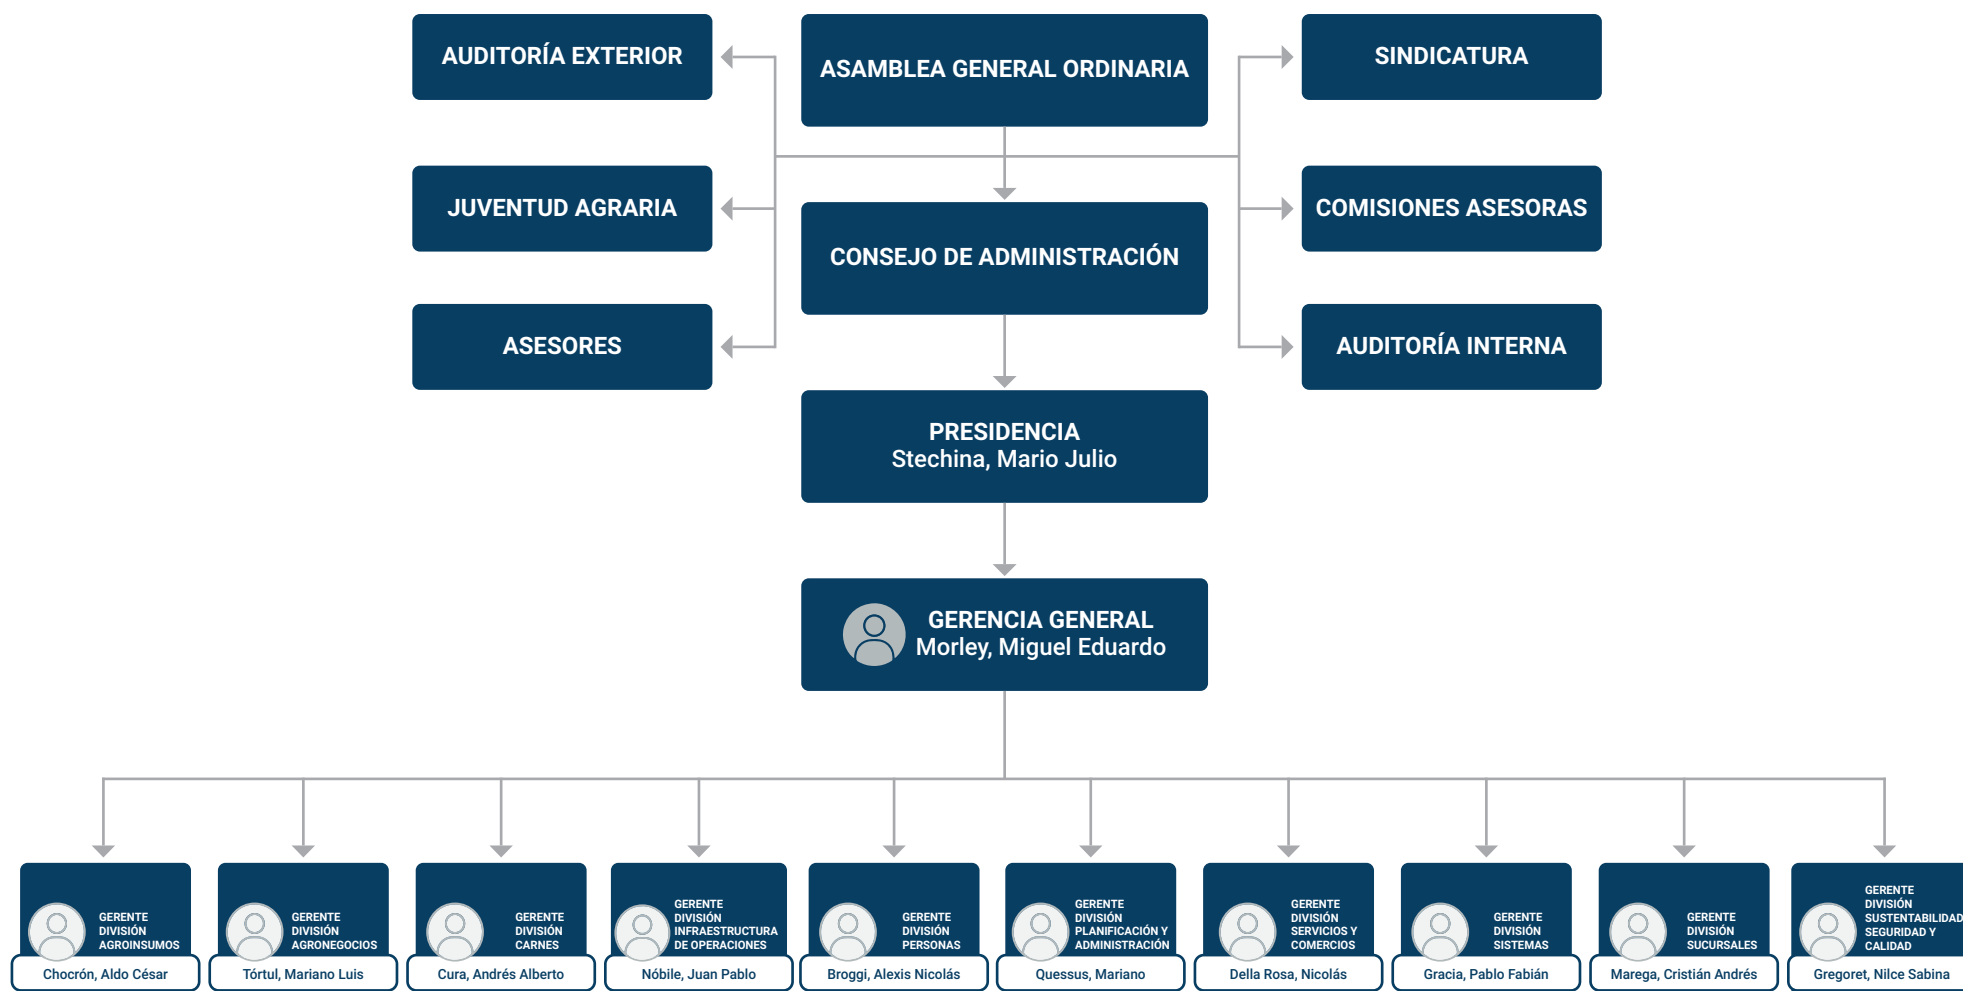 AUDITORÍA EXTERIOR
ASAMBLEA GENERAL ORDINARIA
SINDICATURA
JUVENTUD AGRARIA
COMISIONES ASESORAS
CONSEJO DE ADMINISTRACIÓN
ASESORES
AUDITORÍA INTERNA
PRESIDENCIA
Stechina, Mario Julio
GERENCIA GENERAL
Morley, Miguel Eduardo
GERENTE
DIVISIÓN
AGROINSUMOS
Chocrón, Aldo César
GERENTE
DIVISIÓN
AGRONEGOCIOS
Tórtul, Mariano Luis
GERENTE
DIVISIÓN
CARNES
Cura, Andrés Alberto
GERENTE
DIVISIÓN
INFRAESTRUCTURA
DE OPERACIONES
Nóbile, Juan Pablo
GERENTE
DIVISIÓN
PERSONAS
Broggi, Alexis Nicolás
GERENTE
DIVISIÓN
PLANIFICACIÓN Y
ADMINISTRACIÓN
Quessus, Mariano
GERENTE
DIVISIÓN
SERVICIOS Y
COMERCIOS
Della Rosa, Nicolás
GERENTE
DIVISIÓN
SISTEMAS
Gracia, Pablo Fabián
GERENTE
DIVISIÓN
SUCURSALES
Marega, Cristián Andrés
GERENTE
DIVISIÓN
SUSTENTABILIDAD
SEGURIDAD Y
CALIDAD
Gregoret, Nilce Sabina